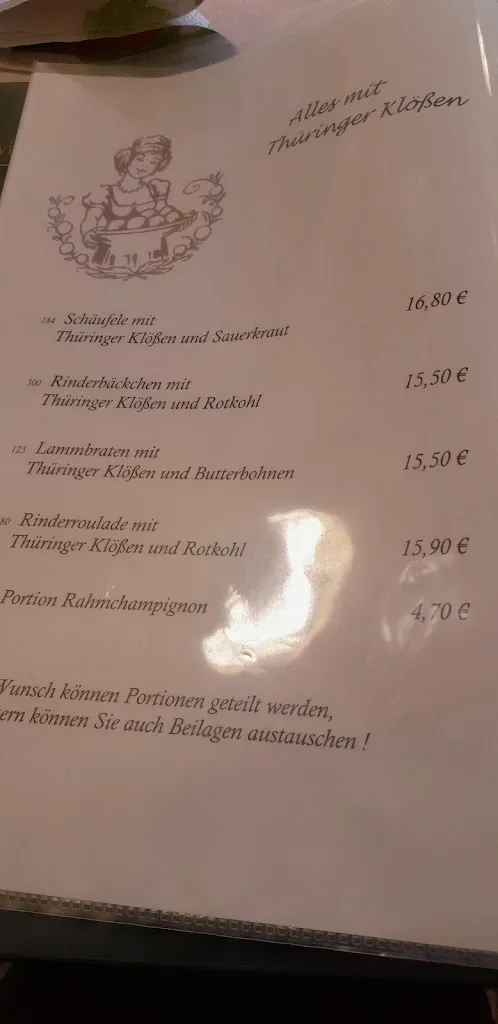 Alles mit
Thüringer Klößen
184 Schäufele mit
Thüringer Klößen und Sauerkraut
16,80 €
300 Rinderbäckchen mit
Thüringer Klößen und Rotkohl
15,50 €
123 Lammbraten mit
Thüringer Klößen und Butterbohnen
15,50 €
80 Rinderroulade mit
Thüringer Klößen und Rotkohl
15,90 €
Portion Rahmchampignon
4,70 €
Wunsch können Portionen geteilt werden,
ern können Sie auch Beilagen austauschen !